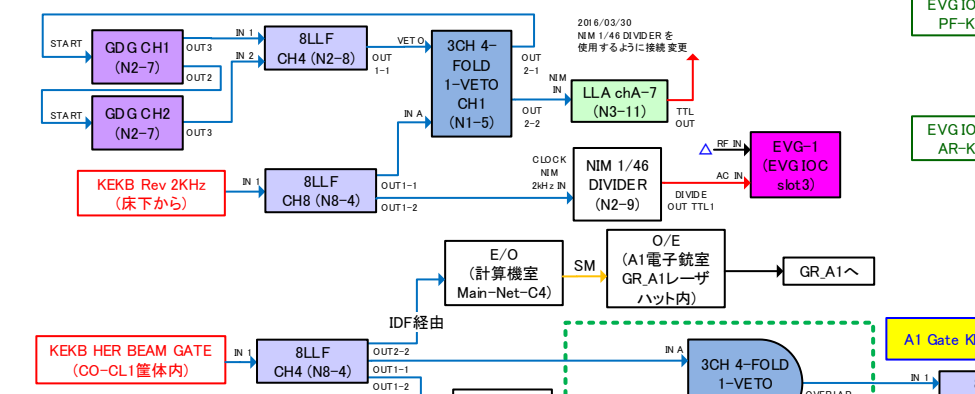 EVG IO
PF-K
2016/03/30
NIM 1/46 DIVIDER を
使用するように接続変更
START
GDG CH1
(N2-7)
OUT3
OUT2
IN 1
IN 2
8LLF
CH4 (N2-8)
VETO
OUT
1-1
3CH 4-
FOLD
1-VETO
CH1
(N1-5)
OUT
2-1
OUT
2-2
NIM
IN
LLA chA-7
(N3-11)
TTL
OUT
START
GDG CH2
(N2-7)
OUT3
IN A
RF IN
AC IN
EVG-1
(EVG IOC
slot3)
EVG IO
AR-K
KEKB Rev 2KHz
(床下から)
IN 1
8LLF
CH8 (N8-4)
OUT1-1
OUT1-2
CLOCK
NIM
2kHz IN
NIM 1/46
DIVIDER
(N2-9)
DIVIDE
OUT TTL1
E/O
(計算機室
Main-Net-C4)
SM
O/E
(A1電子銃室
GR_A1レーザ
ハット内)
GR_A1へ
IDF経由
KEKB HER BEAM GATE
(CO-CL1筐体内)
IN 1
8LLF
CH4 (N8-4)
OUT2-2
OUT1-1
OUT1-2
IN A
3CH 4-FOLD
1-VETO
A1 Gate K
IN 1